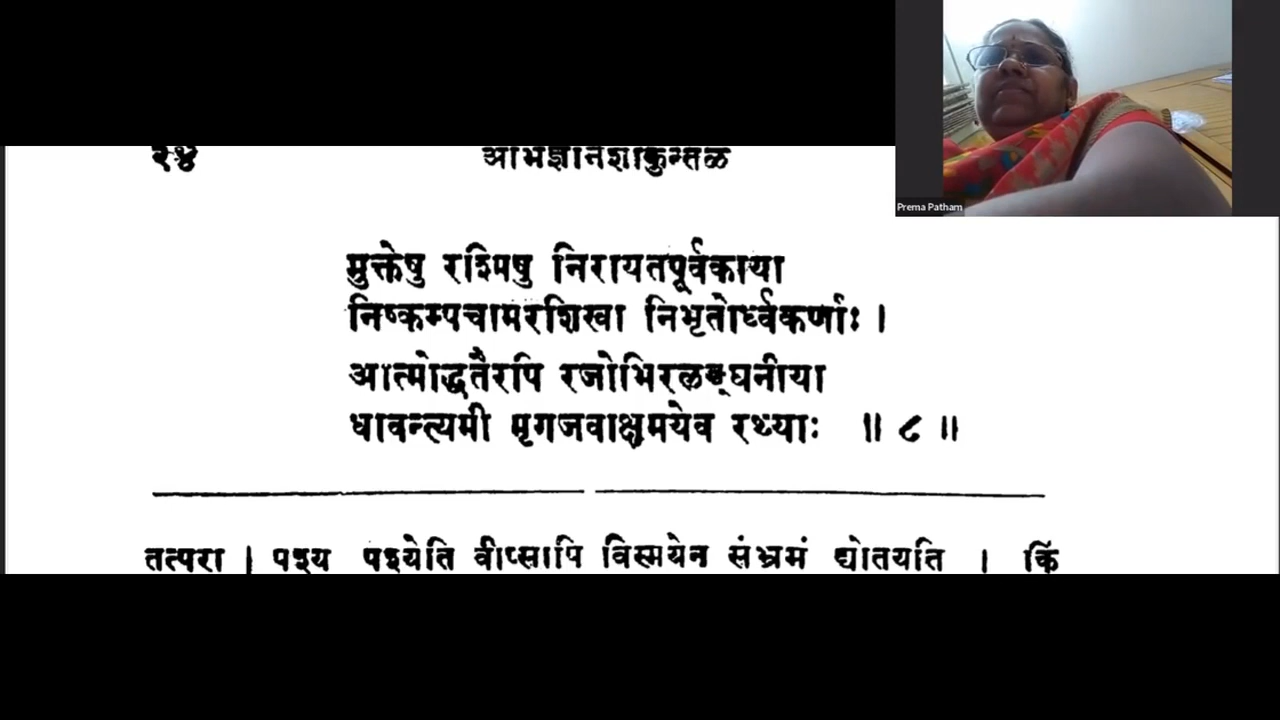 २४ अभिज्ञानशाकुन्तळ
Prema Patham
मुक्तेषु रश्मिषु निरायतपूर्वकाया
निष्कम्पचामरशिखा निभृतोर्ध्वकर्णाः ।
आत्मोद्धतैरपि रजोभिरलङ्घनीया
धावन्त्यमी मृगजवाक्षमयेव रथ्याः ॥ ८ ॥
तत्परा । पश्य पश्येति वीप्सापि विस्मयेन संभ्रमं द्योतयति । किं